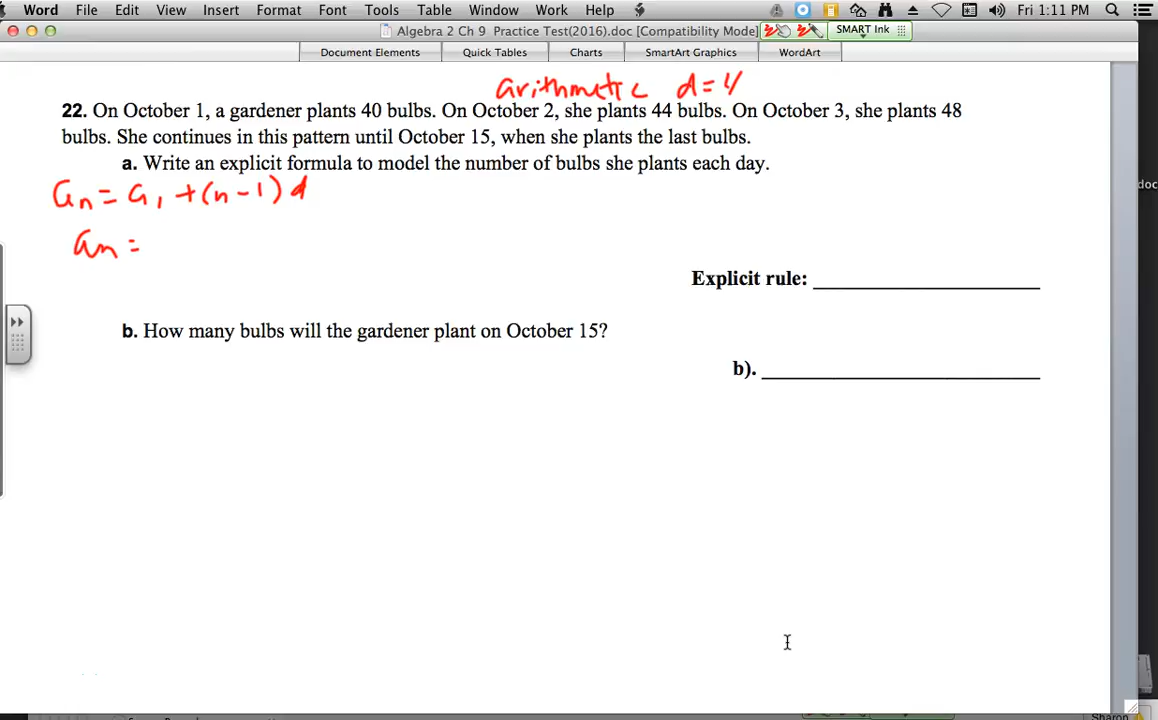 Word File Edit View Insert Format Font Tools Table Window Work Help Fri 1:11 PM
Algebra 2 Ch 9 Practice Test(2016).doc [Compatibility Mode] SMART Ink
Document Elements Quick Tables Charts SmartArt Graphics WordArt
arithmetic d=4
22. On October 1, a gardener plants 40 bulbs. On October 2, she plants 44 bulbs. On October 3, she plants 48
bulbs. She continues in this pattern until October 15, when she plants the last bulbs.
a. Write an explicit formula to model the number of bulbs she plants each day.
doc
aₙ = a₁ + (n - 1) d
aₙ =
Explicit rule: ____________________
b. How many bulbs will the gardener plant on October 15?
b). ____________________
Sharon